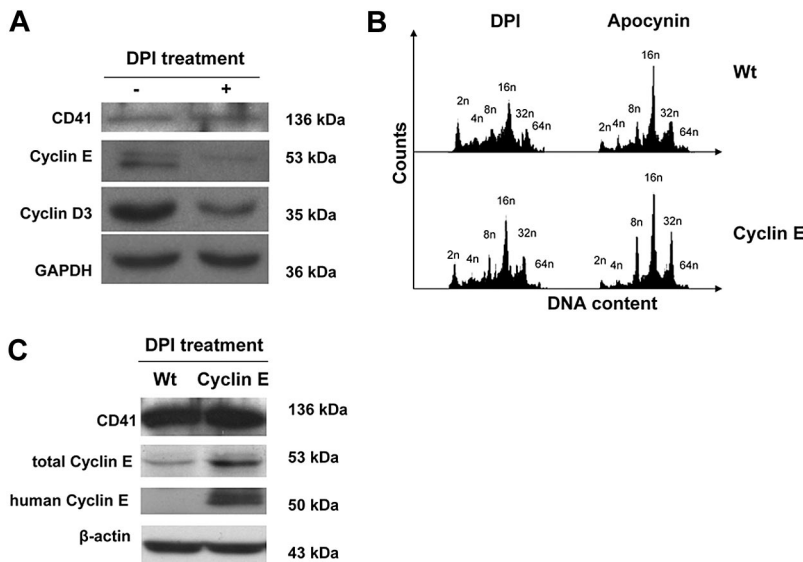 A
DPI treatment
- +
CD41 136 kDa
Cyclin E 53 kDa
Cyclin D3 35 kDa
GAPDH 36 kDa
B
DPI Apocynin
Counts
2n 4n 8n 16n 32n 64n
2n 4n 8n 16n 32n 64n
Wt
2n 4n 8n 16n 32n 64n
2n 4n 8n 16n 32n 64n
Cyclin E
DNA content
C
DPI treatment
Wt Cyclin E
CD41 136 kDa
total Cyclin E 53 kDa
human Cyclin E 50 kDa
β-actin 43 kDa